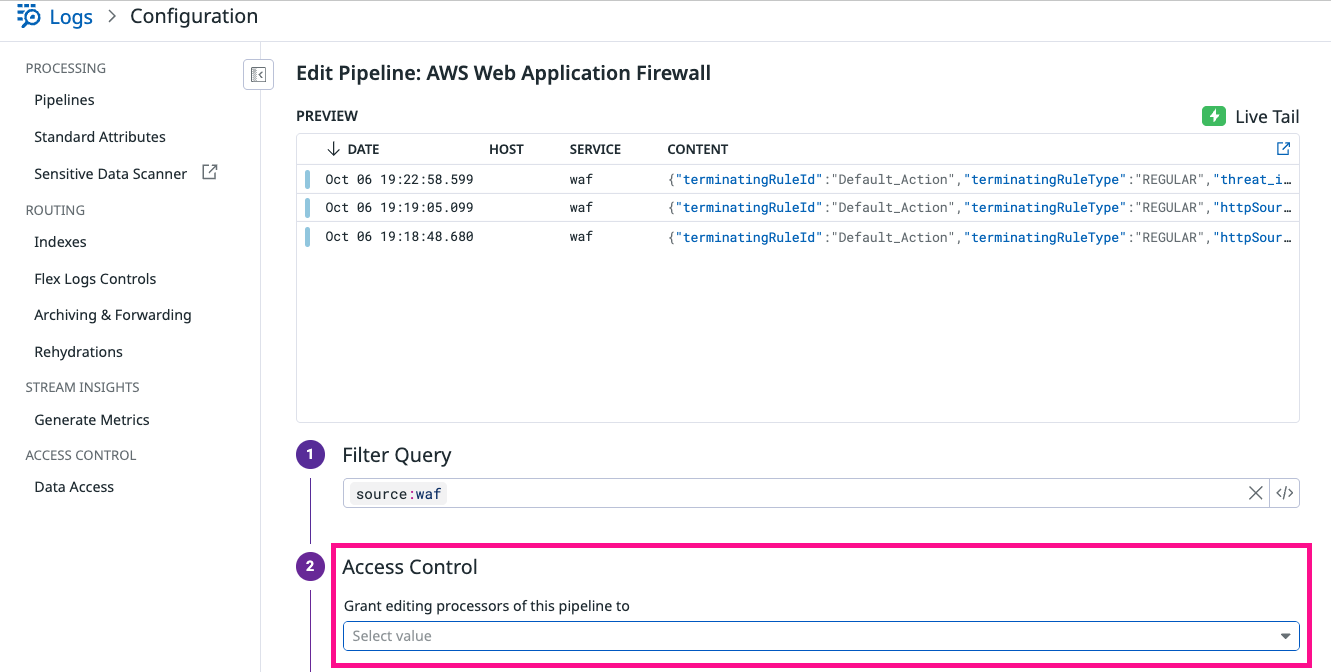 Logs > Configuration
PROCESSING
Pipelines
Standard Attributes
Sensitive Data Scanner
ROUTING
Indexes
Flex Logs Controls
Archiving & Forwarding
Rehydrations
STREAM INSIGHTS
Generate Metrics
ACCESS CONTROL
Data Access
Edit Pipeline: AWS Web Application Firewall
PREVIEW
Live Tail
↓ DATE HOST SERVICE CONTENT
Oct 06 19:22:58.599 waf {"terminatingRuleId":"Default_Action","terminatingRuleType":"REGULAR","threat_i…
Oct 06 19:19:05.099 waf {"terminatingRuleId":"Default_Action","terminatingRuleType":"REGULAR","httpSour…
Oct 06 19:18:48.680 waf {"terminatingRuleId":"Default_Action","terminatingRuleType":"REGULAR","httpSour…
1 Filter Query
source:waf </>
2 Access Control
Grant editing processors of this pipeline to
Select value